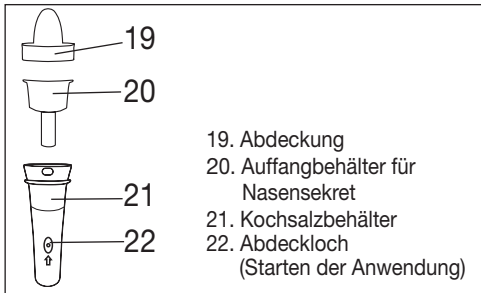 19
20
21
22
19. Abdeckung
20. Auffangbehälter für
Nasensekret
21. Kochsalzbehälter
22. Abdeckloch
(Starten der Anwendung)